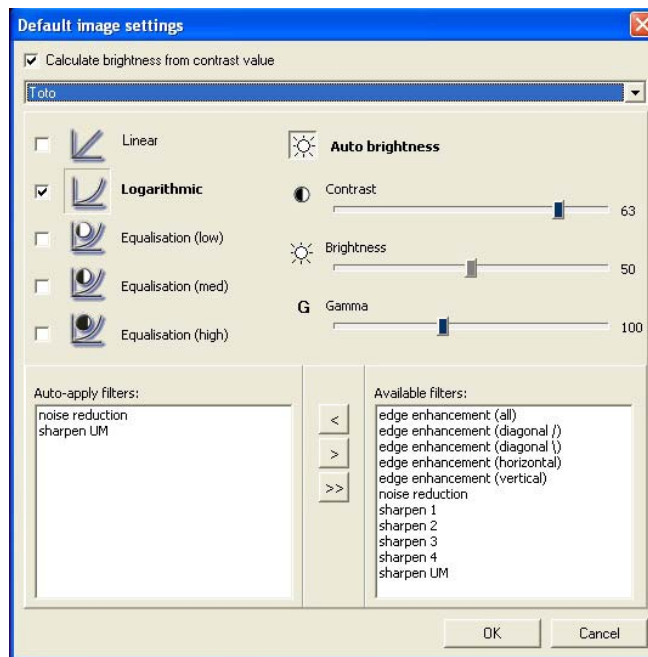 Default image settings
Calculate brightness from contrast value
Toto
Linear
Logarithmic
Equalisation (low)
Equalisation (med)
Equalisation (high)
Auto brightness
Contrast
63
Brightness
50
G Gamma
100
Auto-apply filters:
noise reduction
sharpen UM
<
>
>>
Available filters:
edge enhancement (all)
edge enhancement (diagonal /)
edge enhancement (diagonal \)
edge enhancement (horizontal)
edge enhancement (vertical)
noise reduction
sharpen 1
sharpen 2
sharpen 3
sharpen 4
sharpen UM
OK
Cancel